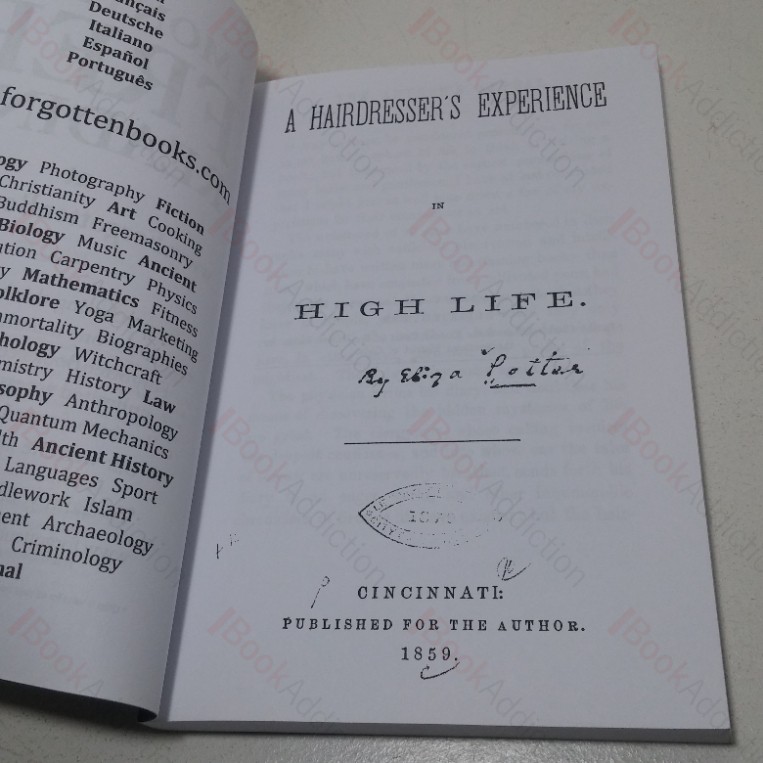 Deutsche
Italiano
Español
Português
forgottenbooks.com
Photography Fiction
Christianity Art Cooking
Buddhism Freemasonry
Biology Music Ancient
Carpentry Physics
Mathematics Fitness
Yoga Marketing
Biographies
Witchcraft
History Law
Anthropology
Quantum Mechanics
Ancient History
Languages Sport
Islam
Archaeology
Criminology
A HAIRDRESSER'S EXPERIENCE
IN
HIGH LIFE.
By Eliza Potter
CINCINNATI:
PUBLISHED FOR THE AUTHOR.
1859.
BookAddiction